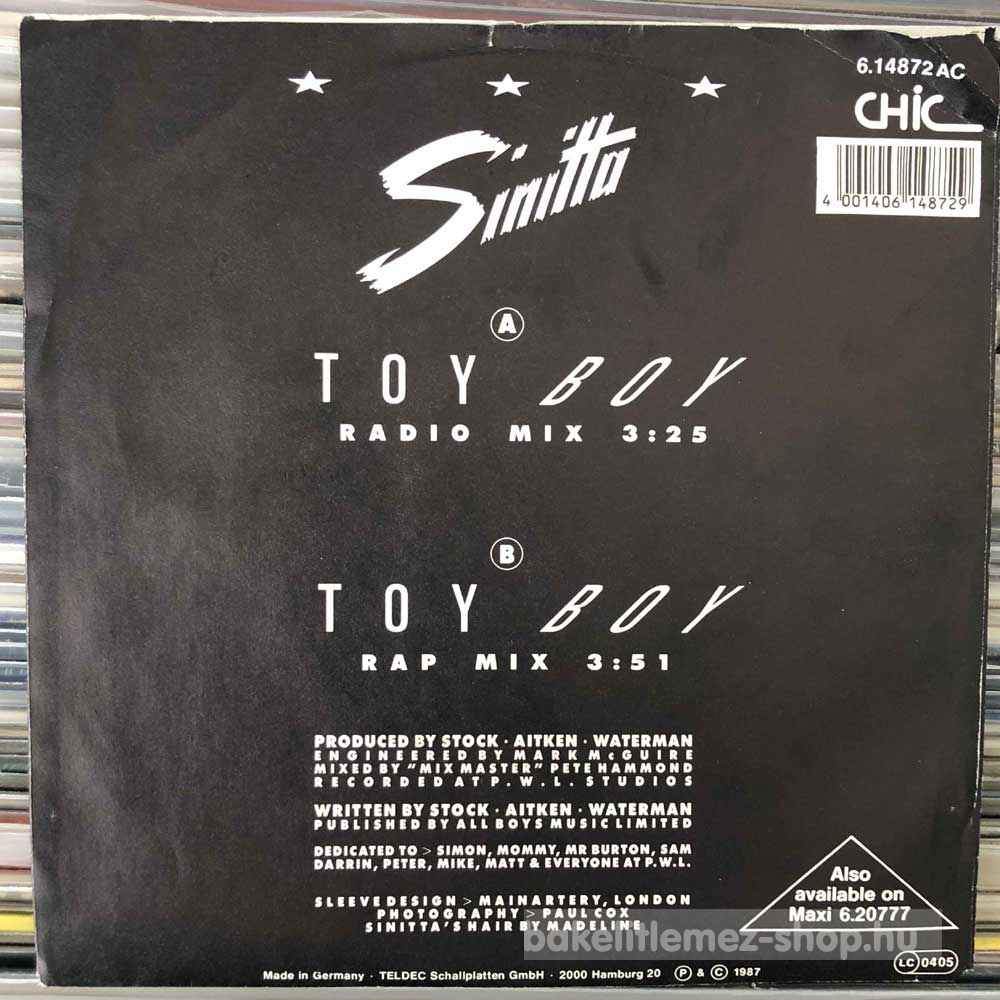 6.14872 AC
CHIC
4 001406 148729
Sinitta
A
TOY BOY
RADIO MIX 3:25
B
TOY BOY
RAP MIX 3:51
PRODUCED BY STOCK · AITKEN · WATERMAN
ENGINEERED BY MARK McGUIRE
MIXED BY "MIX MASTER" PETE HAMMOND
RECORDED AT P.W.L. STUDIOS
WRITTEN BY STOCK · AITKEN · WATERMAN
PUBLISHED BY ALL BOYS MUSIC LIMITED
DEDICATED TO > SIMON, MOMMY, MR BURTON, SAM
DARRIN, PETER, MIKE, MATT & EVERYONE AT P.W.L.
SLEEVE DESIGN > MAINARTERY, LONDON
PHOTOGRAPHY > PAUL COX
SINITTA'S HAIR BY MADELINE
Also
available on
Maxi 6.20777
bakelitlemez-shop.hu
LC 0405
Made in Germany · TELDEC Schallplatten GmbH · 2000 Hamburg 20 Ⓟ & © 1987